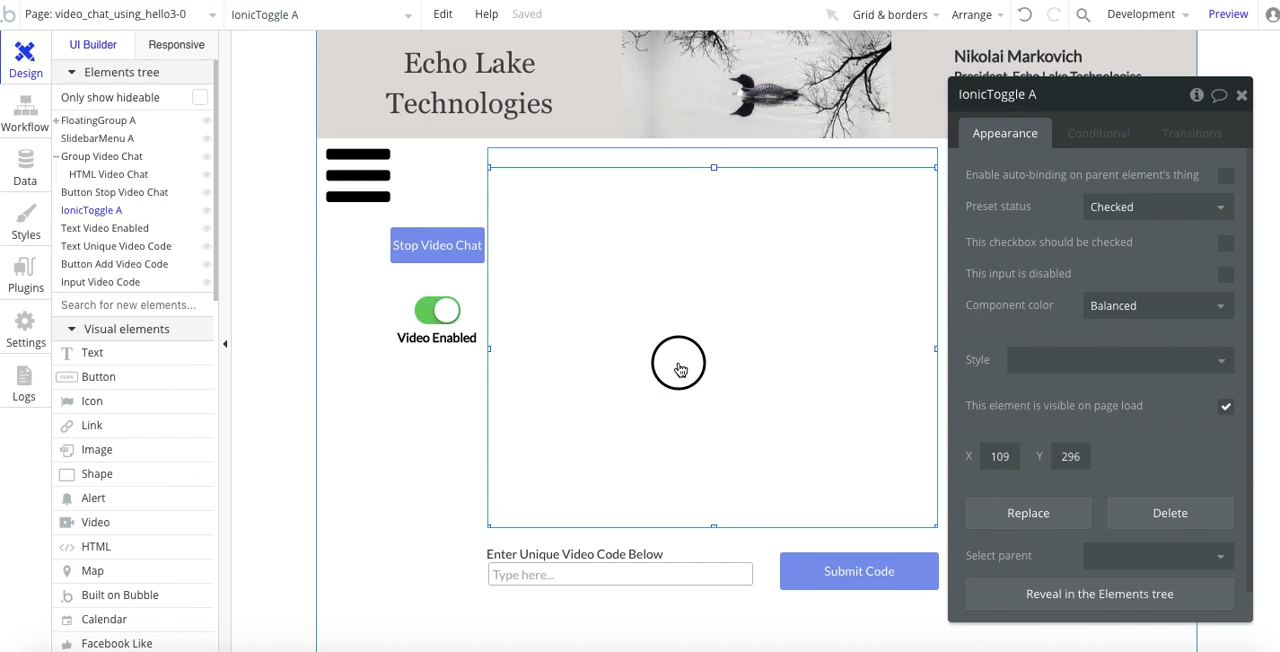 Page: video_chat_using_hello3-0
IonicToggle A
Edit
Help
Saved
Grid & borders
Arrange
Development
Preview
Design
Workflow
Data
Styles
Plugins
Settings
Logs
UI Builder
Responsive
Elements tree
Only show hideable
FloatingGroup A
SlidebarMenu A
Group Video Chat
HTML Video Chat
Button Stop Video Chat
IonicToggle A
Text Video Enabled
Text Unique Video Code
Button Add Video Code
Input Video Code
Search for new elements...
Visual elements
Text
CLICK Button
Icon
Link
Image
Shape
Alert
Video
HTML
Map
Built on Bubble
Calendar
Facebook Like
Echo Lake
Technologies
Nikolai Markovich
President, Echo Lake Technologies
Stop Video Chat
Video Enabled
Enter Unique Video Code Below
Type here...
Submit Code
IonicToggle A
Appearance
Conditional
Transitions
Enable auto-binding on parent element's thing
Preset status
Checked
This checkbox should be checked
This input is disabled
Component color
Balanced
Style
This element is visible on page load
X 109 Y 296
Replace
Delete
Select parent
Reveal in the Elements tree